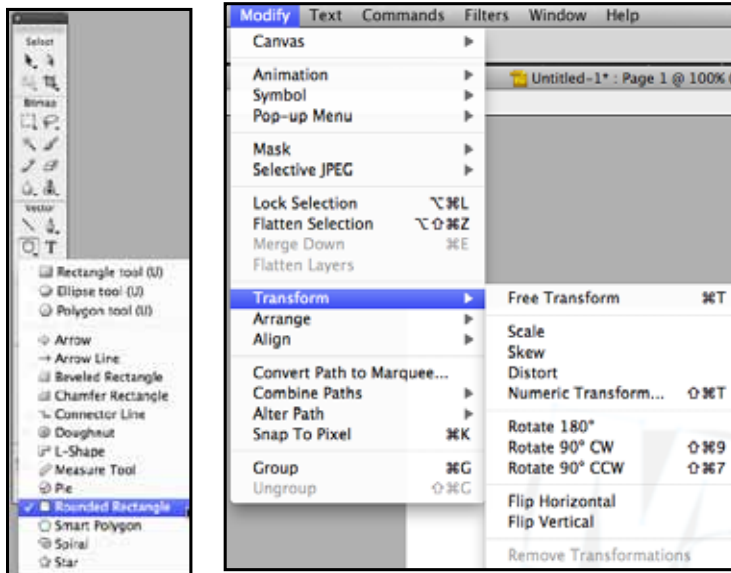 Select
Bitmap
Vector
T
Rectangle tool (U)
Ellipse tool (U)
Polygon tool (U)
Arrow
Arrow Line
Beveled Rectangle
Chamfer Rectangle
Connector Line
Doughnut
L-Shape
Measure Tool
Pie
✓ Rounded Rectangle
Smart Polygon
Spiral
Star
Modify Text Commands Filters Window Help
Untitled-1* : Page 1 @ 100% (
Canvas
Animation
Symbol
Pop-up Menu
Mask
Selective JPEG
Lock Selection ⌥⌘L
Flatten Selection ⌥⇧⌘Z
Merge Down ⌘E
Flatten Layers
Transform
Arrange
Align
Convert Path to Marquee...
Combine Paths
Alter Path
Snap To Pixel ⌘K
Group ⌘G
Ungroup ⇧⌘G
Free Transform ⌘T
Scale
Skew
Distort
Numeric Transform... ⇧⌘T
Rotate 180°
Rotate 90° CW ⇧⌘9
Rotate 90° CCW ⇧⌘7
Flip Horizontal
Flip Vertical
Remove Transformations